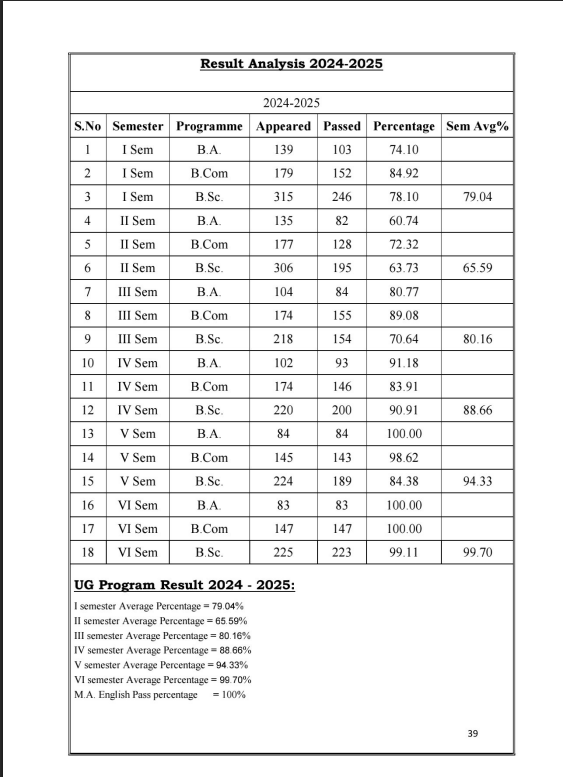 Result Analysis 2024-2025
2024-2025
S.No Semester Programme Appeared Passed Percentage Sem Avg%
1 I Sem B.A. 139 103 74.10
2 I Sem B.Com 179 152 84.92
3 I Sem B.Sc. 315 246 78.10 79.04
4 II Sem B.A. 135 82 60.74
5 II Sem B.Com 177 128 72.32
6 II Sem B.Sc. 306 195 63.73 65.59
7 III Sem B.A. 104 84 80.77
8 III Sem B.Com 174 155 89.08
9 III Sem B.Sc. 218 154 70.64 80.16
10 IV Sem B.A. 102 93 91.18
11 IV Sem B.Com 174 146 83.91
12 IV Sem B.Sc. 220 200 90.91 88.66
13 V Sem B.A. 84 84 100.00
14 V Sem B.Com 145 143 98.62
15 V Sem B.Sc. 224 189 84.38 94.33
16 VI Sem B.A. 83 83 100.00
17 VI Sem B.Com 147 147 100.00
18 VI Sem B.Sc. 225 223 99.11 99.70
UG Program Result 2024 - 2025:
I semester Average Percentage = 79.04%
II semester Average Percentage = 65.59%
III semester Average Percentage = 80.16%
IV semester Average Percentage = 88.66%
V semester Average Percentage = 94.33%
VI semester Average Percentage = 99.70%
M.A. English Pass percentage = 100%
39